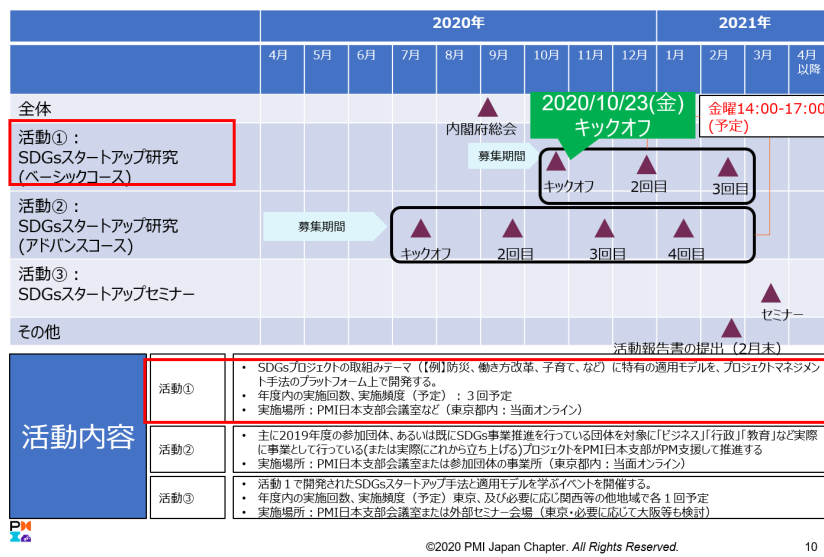 2020年
2021年
4月
5月
6月
7月
8月
9月
10月
11月
12月
1月
2月
3月
4月
以降
全体
内閣府総会
2020/10/23(金)
キックオフ
金曜14:00-17:00
(予定)
活動①：
SDGsスタートアップ研究
(ベーシックコース)
募集期間
キックオフ
2回目
3回目
活動②：
SDGsスタートアップ研究
(アドバンスコース)
募集期間
キックオフ
2回目
3回目
4回目
活動③：
SDGsスタートアップセミナー
セミナー
その他
活動報告書の提出（2月末）
活動内容
活動①
• SDGsプロジェクトの取組みテーマ（【例】防災、働き方改革、子育て、など）に特有の適用モデルを、プロジェクトマネジメン
ト手法のプラットフォーム上で開発する。
• 年度内の実施回数、実施頻度（予定）：３回予定
• 実施場所：PMI日本支部会議室など（東京都内：当面オンライン）
活動②
• 主に2019年度の参加団体、あるいは既にSDGs事業推進を行っている団体を対象に「ビジネス」「行政」「教育」など実際
に事業として行っている(または実際にこれから立ち上げる)プロジェクトをPMI日本支部がPM支援して推進する
• 実施場所：PMI日本支部会議室または参加団体の事業所（東京都内：当面オンライン）
活動③
• 活動１で開発されたSDGsスタートアップ手法と適用モデルを学ぶイベントを開催する。
• 年度内の実施回数、実施頻度（予定）東京、及び必要に応じ関西等の他地域で各１回予定
• 実施場所：PMI日本支部会議室または外部セミナー会場（東京・必要に応じて大阪等も検討）
©2020 PMI Japan Chapter. All Rights Reserved.
10